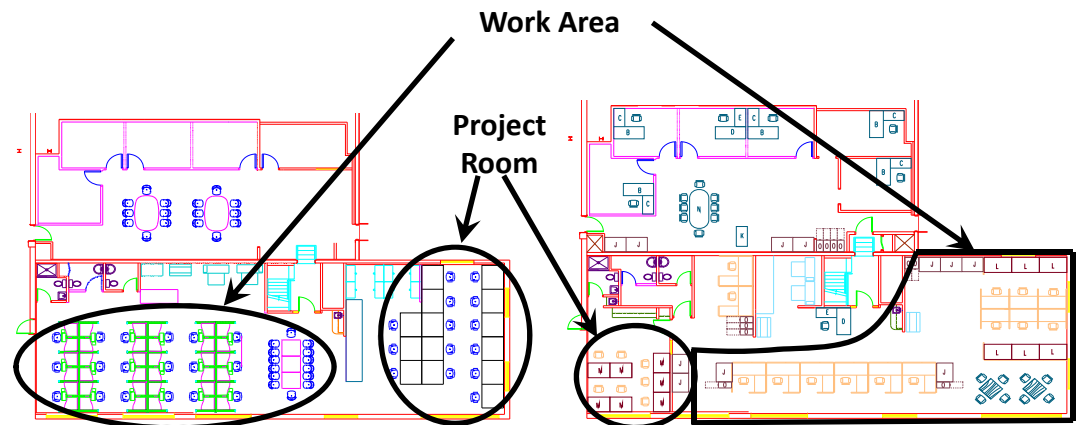 Work Area
Project
Room
C E C C
B D B B
C
B
B
C
N
K
J J J J
J J J L L L
E
D
L L L
W J
W W J J
W J
W W W J